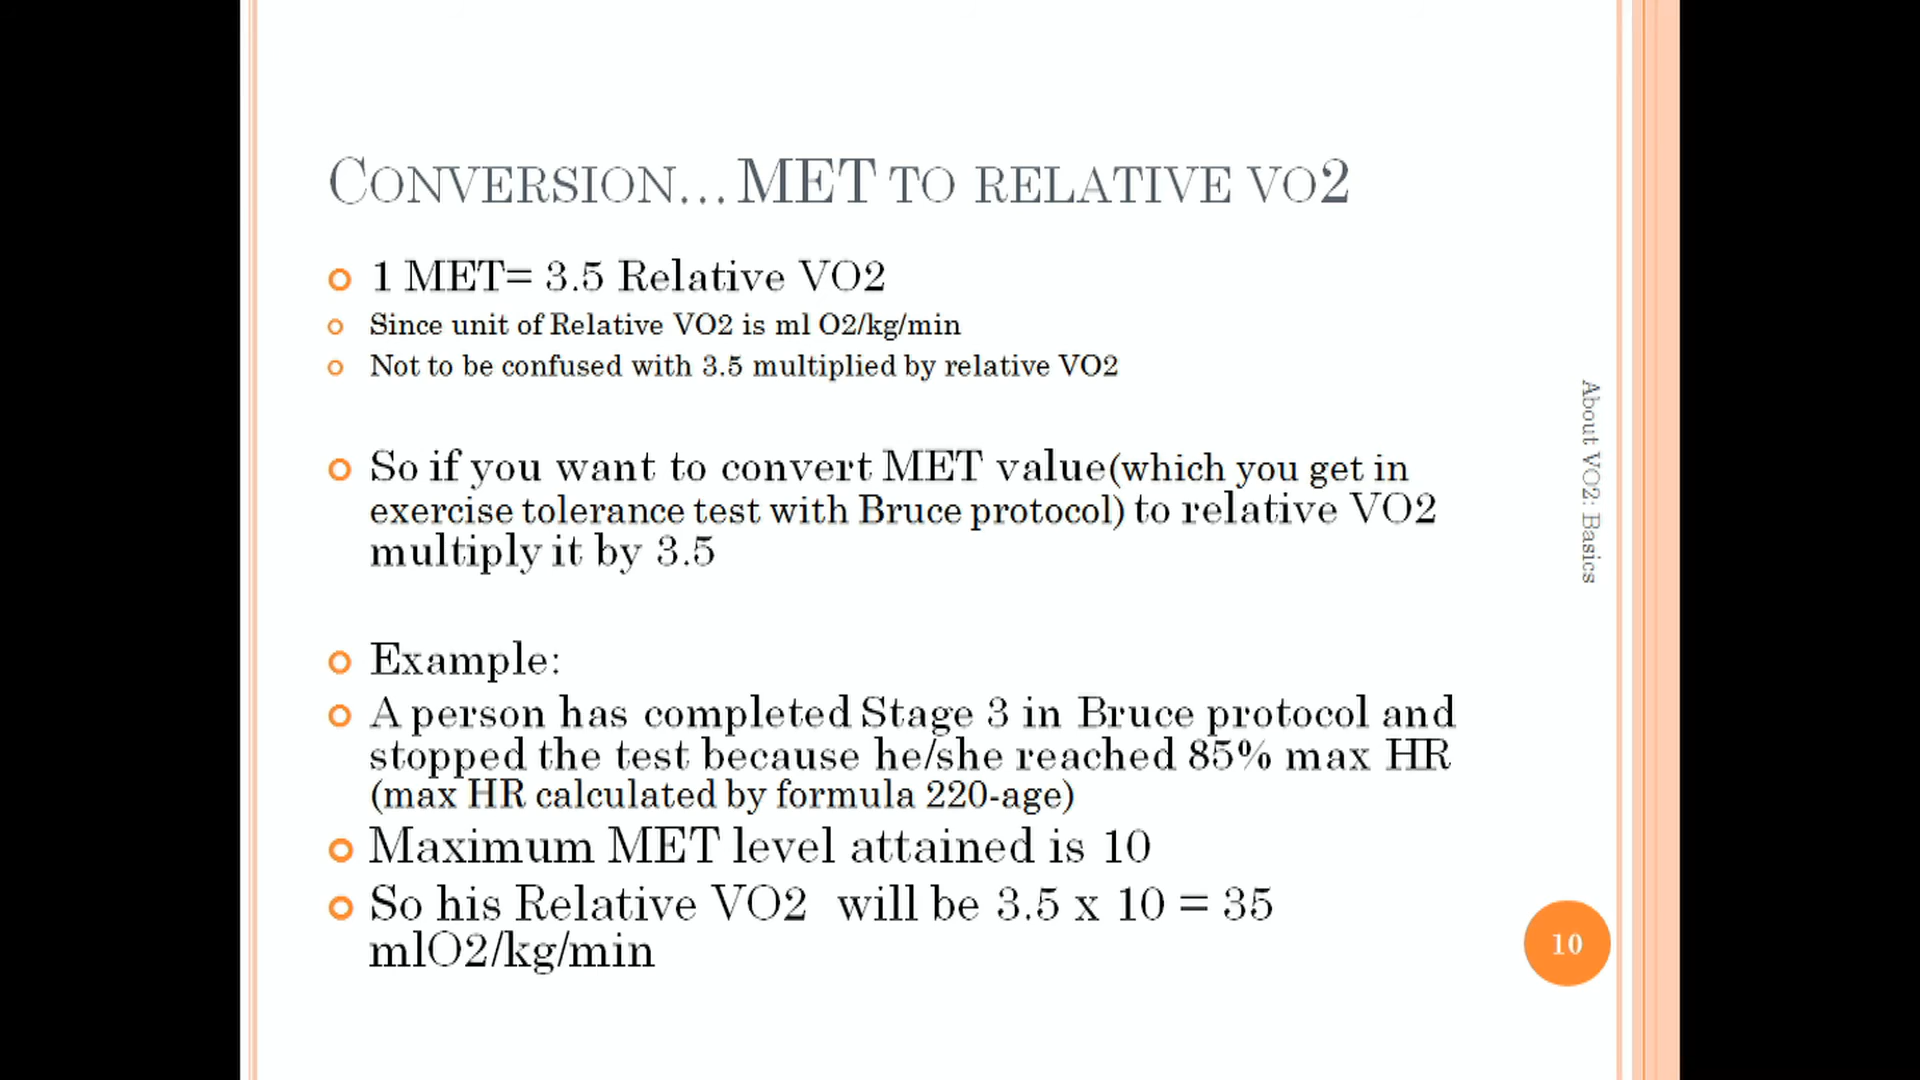 CONVERSION...MET TO RELATIVE VO2
1 MET= 3.5 Relative VO2
Since unit of Relative VO2 is ml O2/kg/min
Not to be confused with 3.5 multiplied by relative VO2
So if you want to convert MET value(which you get in
exercise tolerance test with Bruce protocol) to relative VO2
multiply it by 3.5
Example:
A person has completed Stage 3 in Bruce protocol and
stopped the test because he/she reached 85% max HR
(max HR calculated by formula 220-age)
Maximum MET level attained is 10
So his Relative VO2 will be 3.5 x 10 = 35
mlO2/kg/min
About VO2: Basics
10